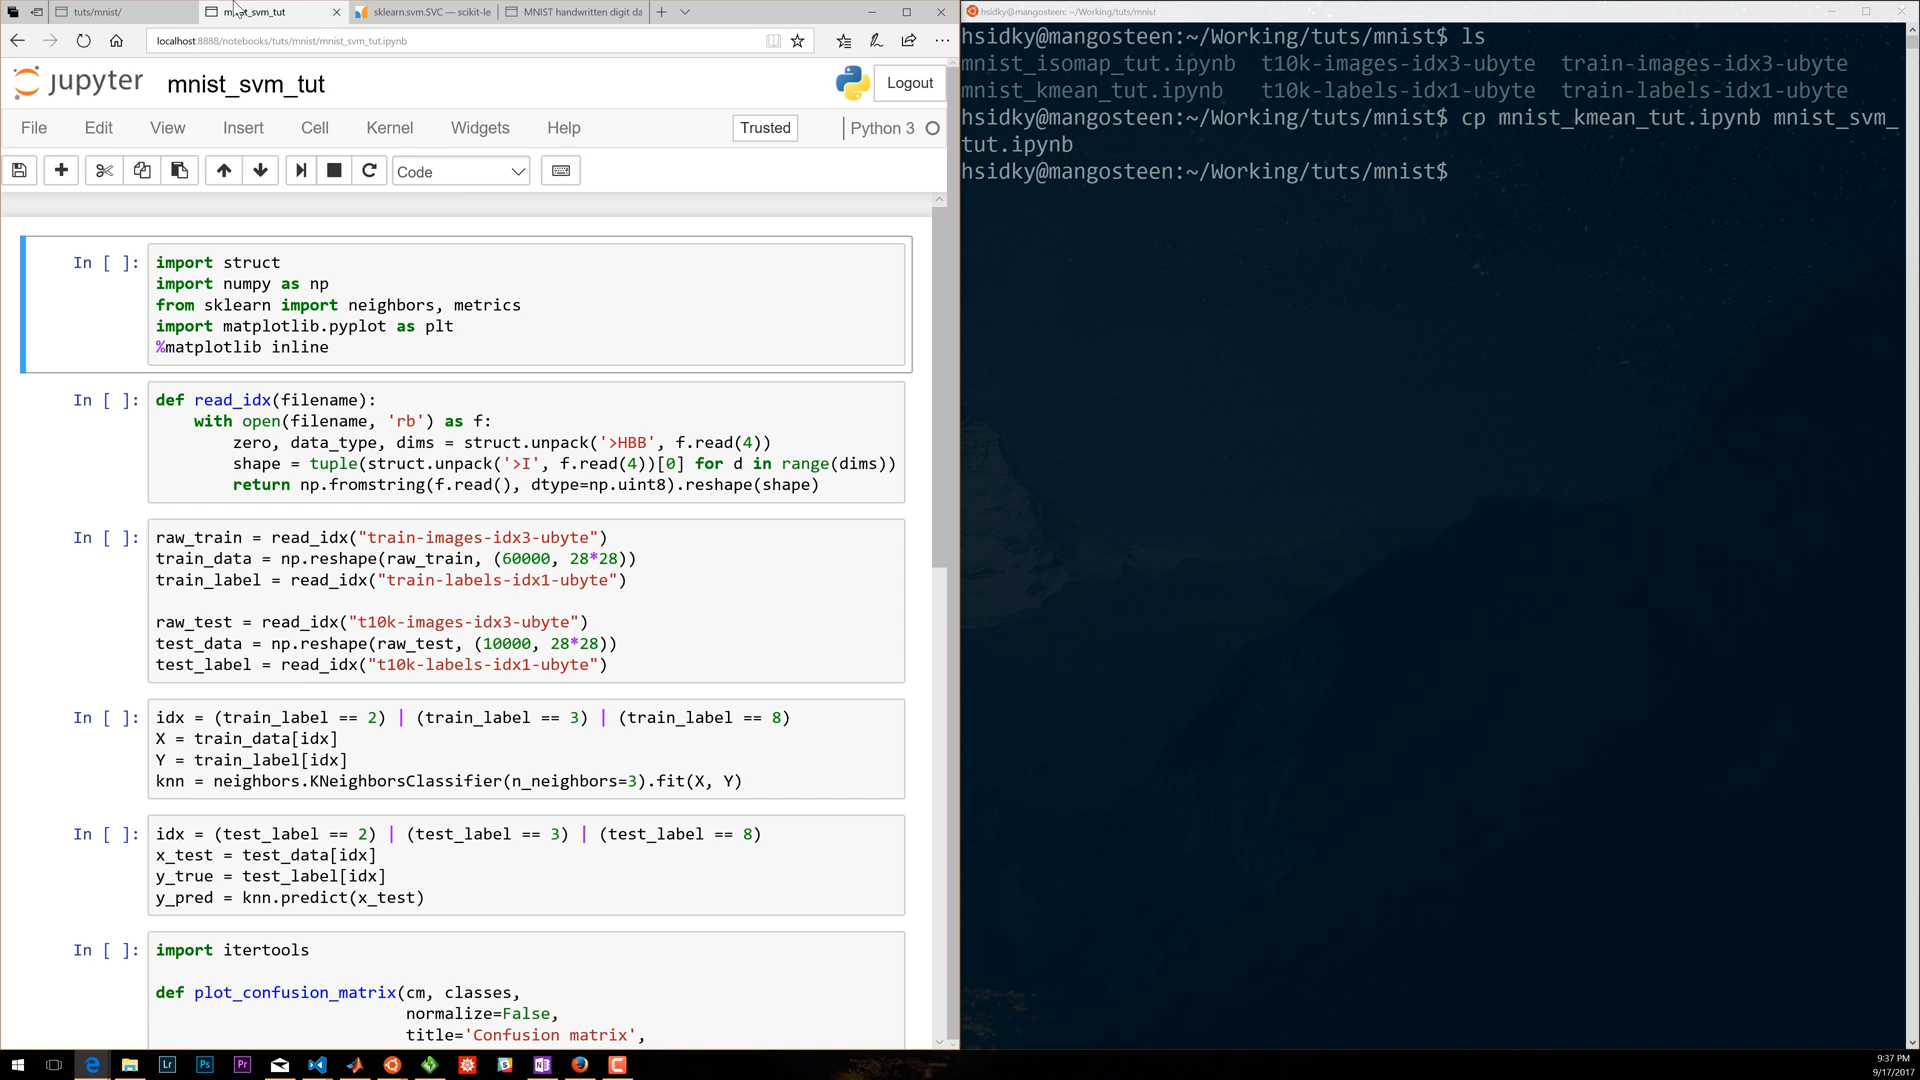 tuts/mnist/
mnist_svm_tut
sklearn.svm.SVC — scikit-le
MNIST handwritten digit da
localhost:8888/notebooks/tuts/mnist/mnist_svm_tut.ipynb
jupyter
mnist_svm_tut
Logout
File Edit View Insert Cell Kernel Widgets Help
Trusted
Python 3
Code
In [ ]:
import struct
import numpy as np
from sklearn import neighbors, metrics
import matplotlib.pyplot as plt
%matplotlib inline
In [ ]:
def read_idx(filename):
    with open(filename, 'rb') as f:
        zero, data_type, dims = struct.unpack('>HBB', f.read(4))
        shape = tuple(struct.unpack('>I', f.read(4))[0] for d in range(dims))
        return np.fromstring(f.read(), dtype=np.uint8).reshape(shape)
In [ ]:
raw_train = read_idx("train-images-idx3-ubyte")
train_data = np.reshape(raw_train, (60000, 28*28))
train_label = read_idx("train-labels-idx1-ubyte")
raw_test = read_idx("t10k-images-idx3-ubyte")
test_data = np.reshape(raw_test, (10000, 28*28))
test_label = read_idx("t10k-labels-idx1-ubyte")
In [ ]:
idx = (train_label == 2) | (train_label == 3) | (train_label == 8)
X = train_data[idx]
Y = train_label[idx]
knn = neighbors.KNeighborsClassifier(n_neighbors=3).fit(X, Y)
In [ ]:
idx = (test_label == 2) | (test_label == 3) | (test_label == 8)
x_test = test_data[idx]
y_true = test_label[idx]
y_pred = knn.predict(x_test)
In [ ]:
import itertools
def plot_confusion_matrix(cm, classes,
                          normalize=False,
                          title='Confusion matrix',
hsidky@mangosteen: ~/Working/tuts/mnist
hsidky@mangosteen:~/Working/tuts/mnist$ ls
mnist_isomap_tut.ipynb  t10k-images-idx3-ubyte  train-images-idx3-ubyte
mnist_kmean_tut.ipynb   t10k-labels-idx1-ubyte  train-labels-idx1-ubyte
hsidky@mangosteen:~/Working/tuts/mnist$ cp mnist_kmean_tut.ipynb mnist_svm_
tut.ipynb
hsidky@mangosteen:~/Working/tuts/mnist$
Lr
Ps
Pr
9:37 PM
9/17/2017